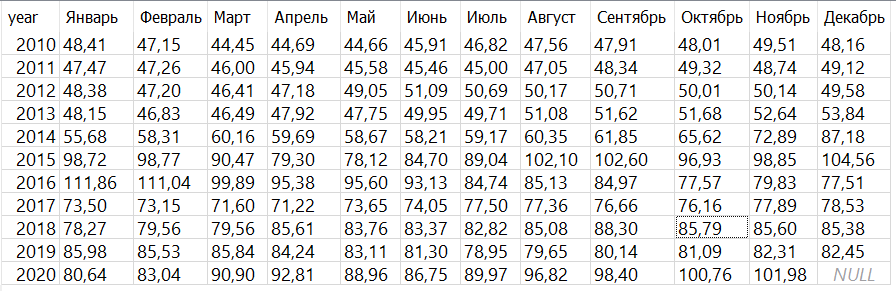 year Январь Февраль Март Апрель Май Июнь Июль Август Сентябрь Октябрь Ноябрь Декабрь
2010 48,41 47,15 44,45 44,69 44,66 45,91 46,82 47,56 47,91 48,01 49,51 48,16
2011 47,47 47,26 46,00 45,94 45,58 45,46 45,00 47,05 48,34 49,32 48,74 49,12
2012 48,38 47,20 46,41 47,18 49,05 51,09 50,69 50,17 50,71 50,01 50,14 49,58
2013 48,15 46,83 46,49 47,92 47,75 49,95 49,71 51,08 51,62 51,68 52,64 53,84
2014 55,68 58,31 60,16 59,69 58,67 58,21 59,17 60,35 61,85 65,62 72,89 87,18
2015 98,72 98,77 90,47 79,30 78,12 84,70 89,04 102,10 102,60 96,93 98,85 104,56
2016 111,86 111,04 99,89 95,38 95,60 93,13 84,74 85,13 84,97 77,57 79,83 77,51
2017 73,50 73,15 71,60 71,22 73,65 74,05 77,50 77,36 76,66 76,16 77,89 78,53
2018 78,27 79,56 79,56 85,61 83,76 83,37 82,82 85,08 88,30 85,79 85,60 85,38
2019 85,98 85,53 85,84 84,24 83,11 81,30 78,95 79,65 80,14 81,09 82,31 82,45
2020 80,64 83,04 90,90 92,81 88,96 86,75 89,97 96,82 98,40 100,76 101,98 NULL